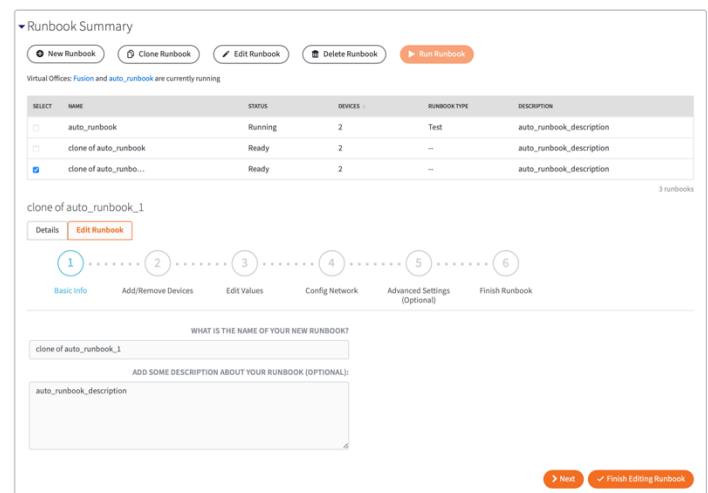 Runbook Summary
New Runbook Clone Runbook Edit Runbook Delete Runbook Run Runbook
Virtual Offices: Fusion and auto_runbook are currently running
SELECT NAME STATUS DEVICES RUNBOOK TYPE DESCRIPTION
auto_runbook Running 2 Test auto_runbook_description
clone of auto_runbook Ready 2 -- auto_runbook_description
clone of auto_runbo... Ready 2 -- auto_runbook_description
3 runbooks
clone of auto_runbook_1
Details Edit Runbook
1 2 3 4 5 6
Basic Info Add/Remove Devices Edit Values Config Network Advanced Settings Finish Runbook
(Optional)
WHAT IS THE NAME OF YOUR NEW RUNBOOK?
clone of auto_runbook_1
ADD SOME DESCRIPTION ABOUT YOUR RUNBOOK (OPTIONAL):
auto_runbook_description
Next Finish Editing Runbook